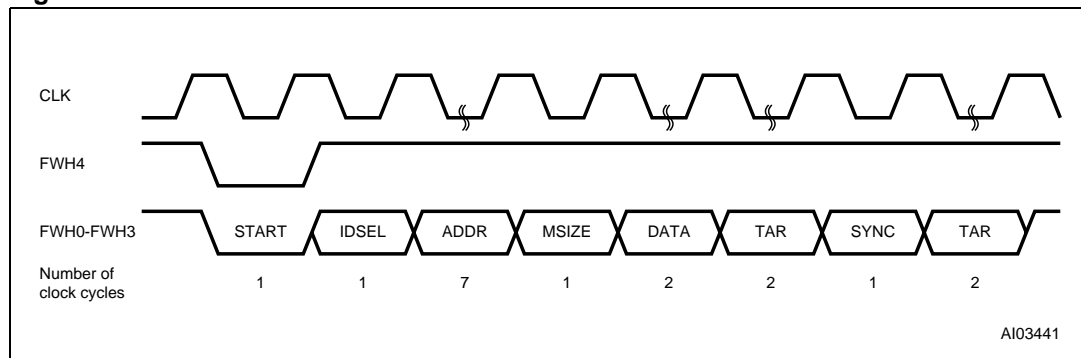 CLK
FWH4
FWH0-FWH3 START IDSEL ADDR MSIZE DATA TAR SYNC TAR
Number of
clock cycles 1 1 7 1 2 2 1 2
AI03441